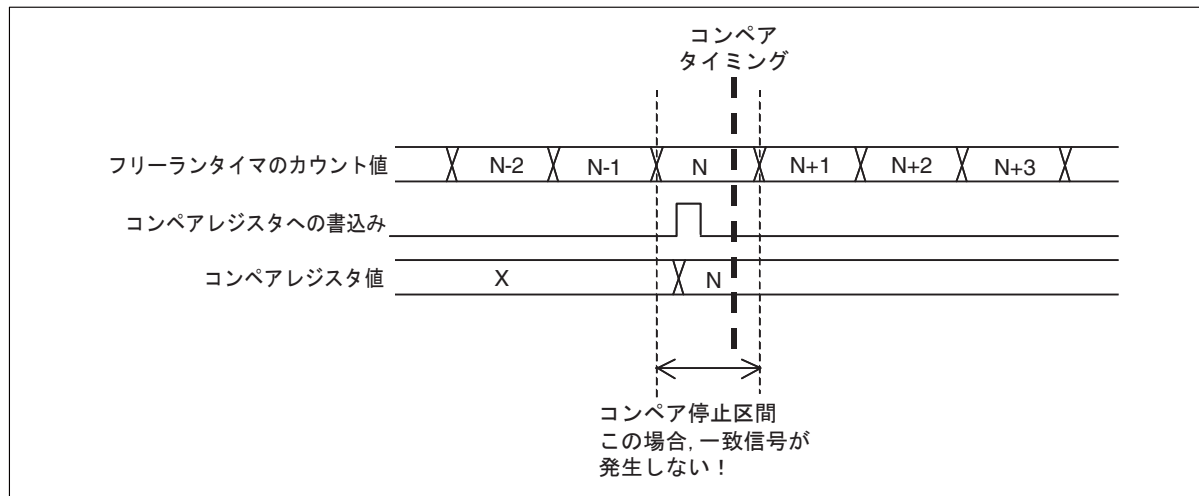 コンペア
タイミング
フリーランタイマのカウント値
N-2
N-1
N
N+1
N+2
N+3
コンペアレジスタへの書込み
コンペアレジスタ値
X
N
コンペア停止区間
この場合, 一致信号が
発生しない！